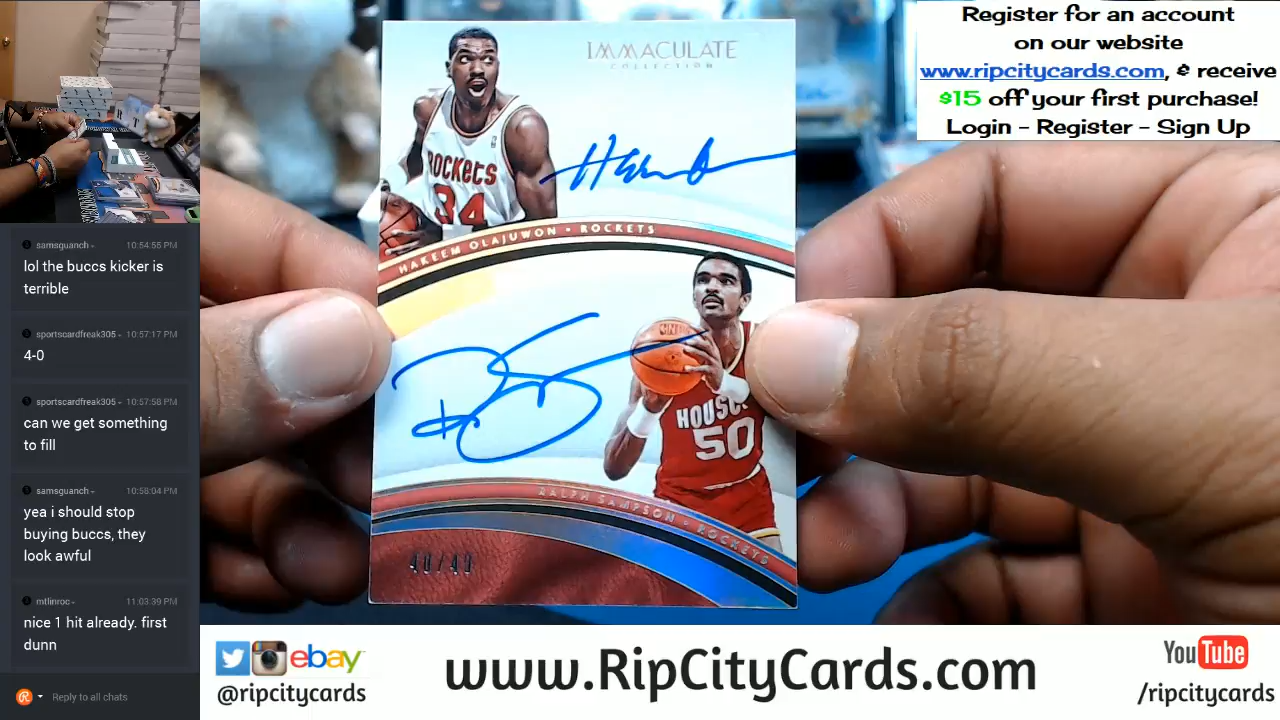 samsguanch - 10:54:55 PM
lol the buccs kicker is
terrible
sportscardfreak305 - 10:57:17 PM
4-0
sportscardfreak305 - 10:57:58 PM
can we get something
to fill
samsguanch - 10:58:04 PM
yea i should stop
buying buccs, they
look awful
mtlinroc - 11:03:39 PM
nice 1 hit already. first
dunn
Reply to all chats
IMMACULATE
COLLECTION
ROCKETS
34
HAKEEM OLAJUWON • ROCKETS
HOUSC
50
RALPH SAMPSON • ROCKETS
Register for an account
on our website
www.ripcitycards.com, & receive
$15 off your first purchase!
Login - Register - Sign Up
ebay
@ripcitycards
www.RipCityCards.com
YouTube
/ripcitycards